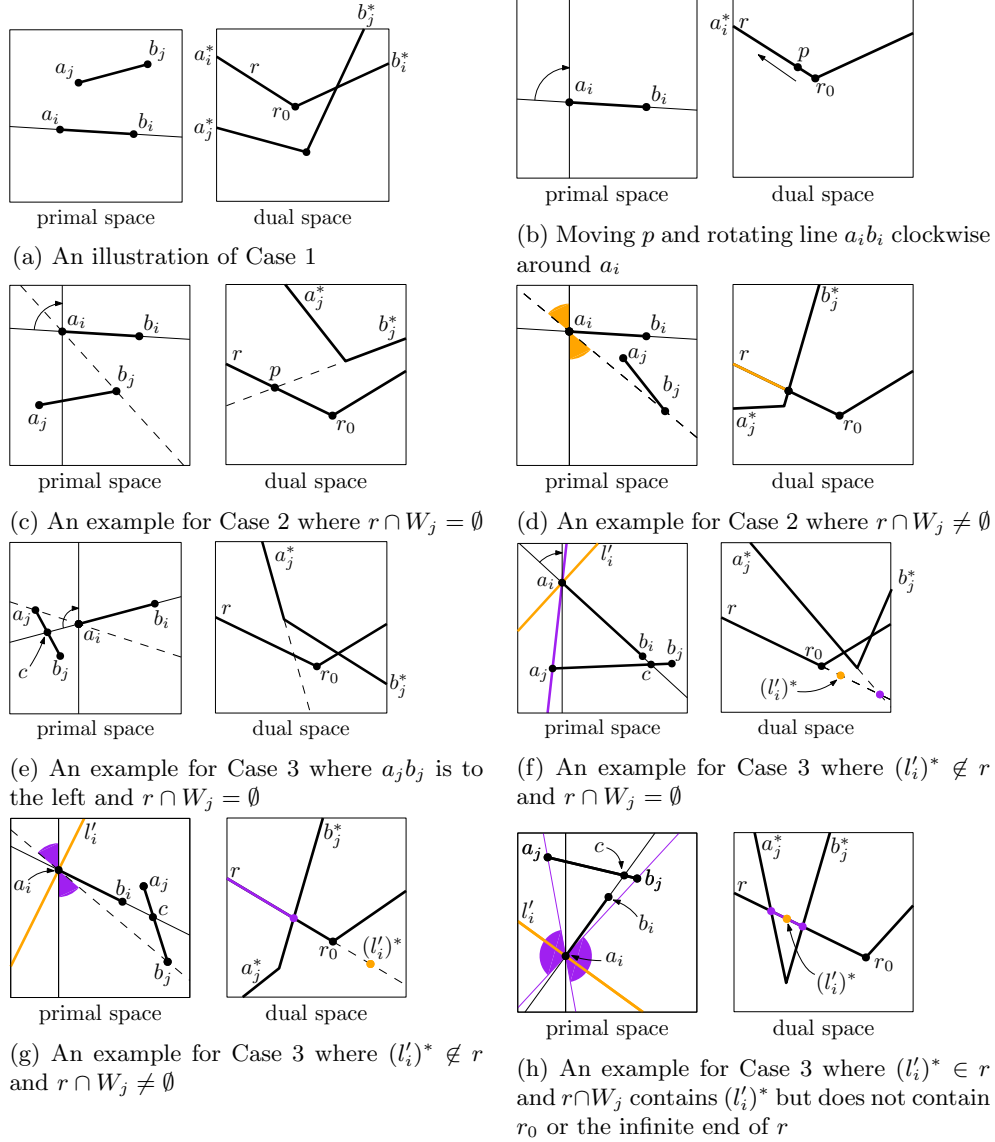 a_j b_j
a_i b_i
primal space
a_i^* r b_j^* b_i^*
r_0
a_j^*
dual space
(a) An illustration of Case 1
a_i b_i
primal space
a_i^* r p
r_0
dual space
(b) Moving p and rotating line a_i b_i clockwise
around a_i
a_i b_i
b_j
a_j
primal space
a_j^* b_j^*
r p
r_0
dual space
(c) An example for Case 2 where r ∩ W_j = ∅
a_i b_i
a_j
b_j
primal space
b_j^*
r
a_j^* r_0
dual space
(d) An example for Case 2 where r ∩ W_j ≠ ∅
a_j b_i
a_i
c b_j
primal space
a_j^*
r
r_0
b_j^*
dual space
(e) An example for Case 3 where a_j b_j is to
the left and r ∩ W_j = ∅
l'_i
a_i
b_i
a_j c b_j
primal space
a_j^*
b_j^*
r
r_0
(l'_i)^*
dual space
(f) An example for Case 3 where (l'_i)^* ∉ r
and r ∩ W_j = ∅
l'_i
a_i b_i a_j
c
b_j
primal space
b_j^*
r
r_0 (l'_i)^*
a_j^*
dual space
(g) An example for Case 3 where (l'_i)^* ∉ r
and r ∩ W_j ≠ ∅
a_j c
b_j
l'_i b_i
a_i
primal space
a_j^* b_j^*
r
r_0
(l'_i)^*
dual space
(h) An example for Case 3 where (l'_i)^* ∈ r
and r∩W_j contains (l'_i)^* but does not contain
r_0 or the infinite end of r